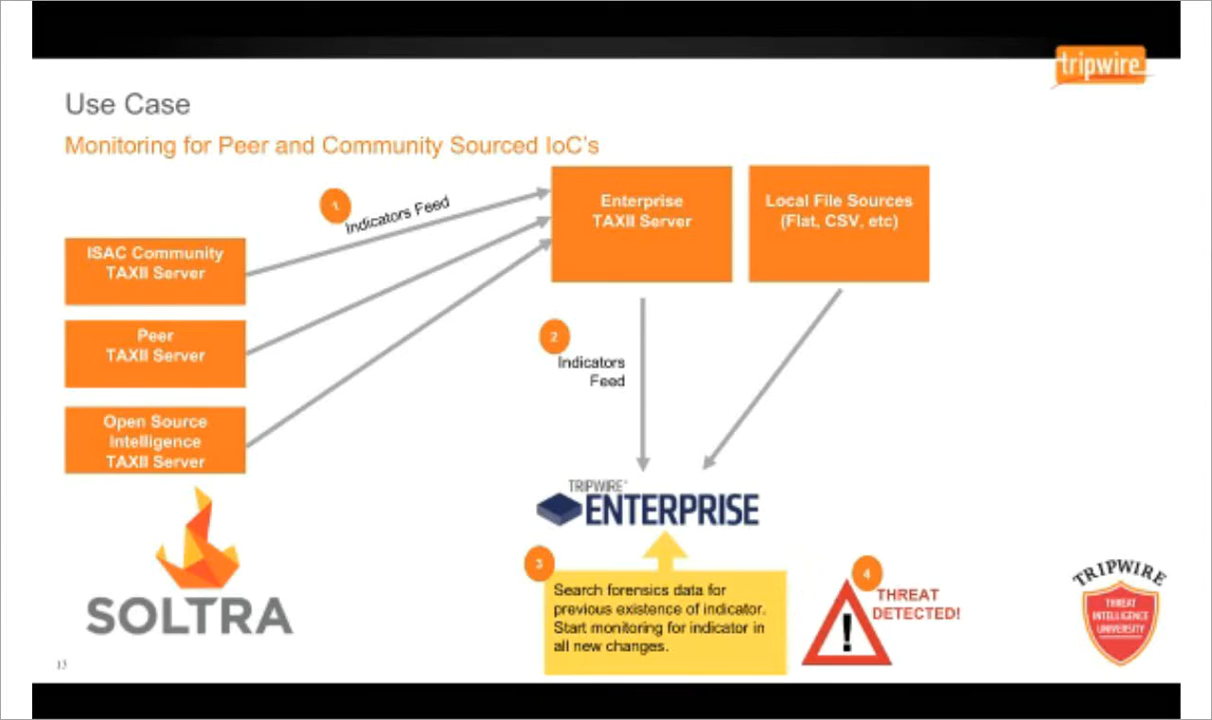 tripwire
Use Case
Monitoring for Peer and Community Sourced IoC's
1
Indicators Feed
Enterprise
TAXII Server
Local File Sources
(Flat, CSV, etc)
ISAC Community
TAXII Server
Peer
TAXII Server
Open Source
Intelligence
TAXII Server
2
Indicators
Feed
TRIPWIRE
ENTERPRISE
SOLTRA
3
Search forensics data for
previous existence of indicator.
Start monitoring for indicator in
all new changes.
4
THREAT
DETECTED!
TRIPWIRE
THREAT
INTELLIGENCE
UNIVERSITY
13